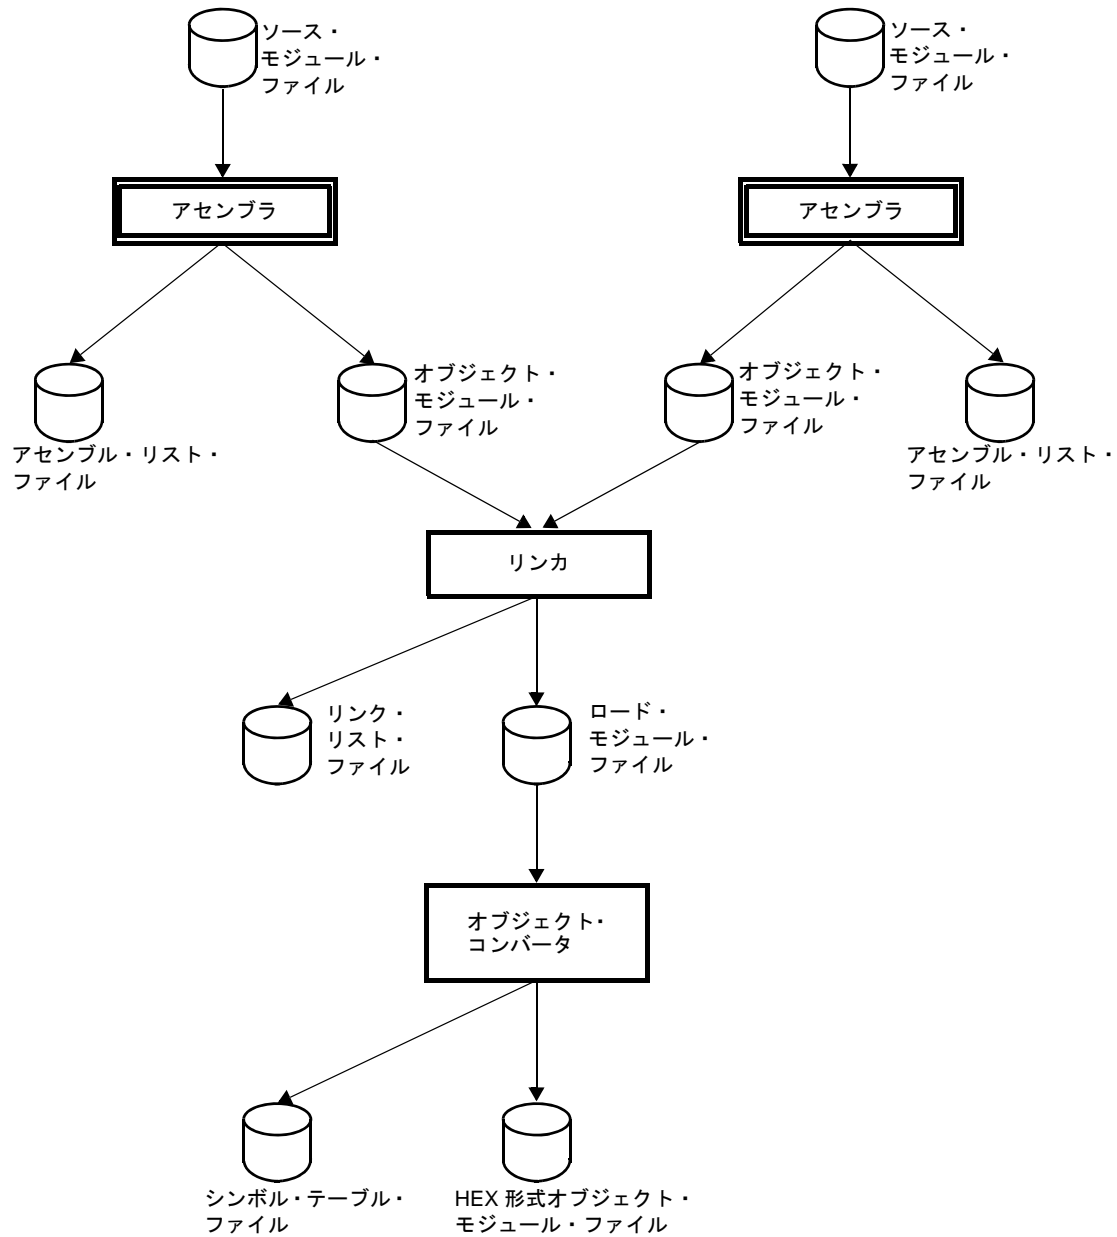 ソース・
モジュール・
ファイル
ソース・
モジュール・
ファイル
アセンブラ
アセンブラ
オブジェクト・
モジュール・
ファイル
オブジェクト・
モジュール・
ファイル
アセンブル・リスト・
ファイル
アセンブル・リスト・
ファイル
リンカ
リンク・
リスト・
ファイル
ロード・
モジュール・
ファイル
オブジェクト・
コンバータ
シンボル・テーブル・
ファイル
HEX 形式オブジェクト・
モジュール・ファイル